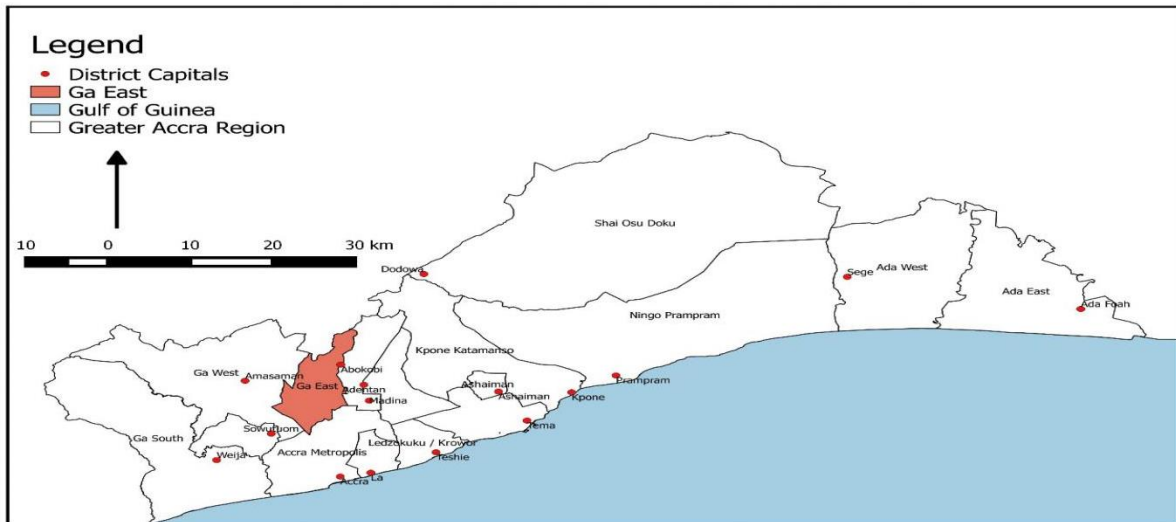 Legend
District Capitals
Ga East
Gulf of Guinea
Greater Accra Region
10 0 10 20 30 km
Shai Osu Doku
Dodowa
Sege
Ada West
Ada East
Ada Foah
Ningo Prampram
Kpone Katamanso
Ga West
Amasaman
Abokobi
Ga East
Adentan
Madina
Ashaiman
Ashaiman
Prampram
Kpone
Tema
Sowutuom
Ga South
Weija
Accra Metropolis
Ledzekuku / Krowor
Teshie
La
Accra